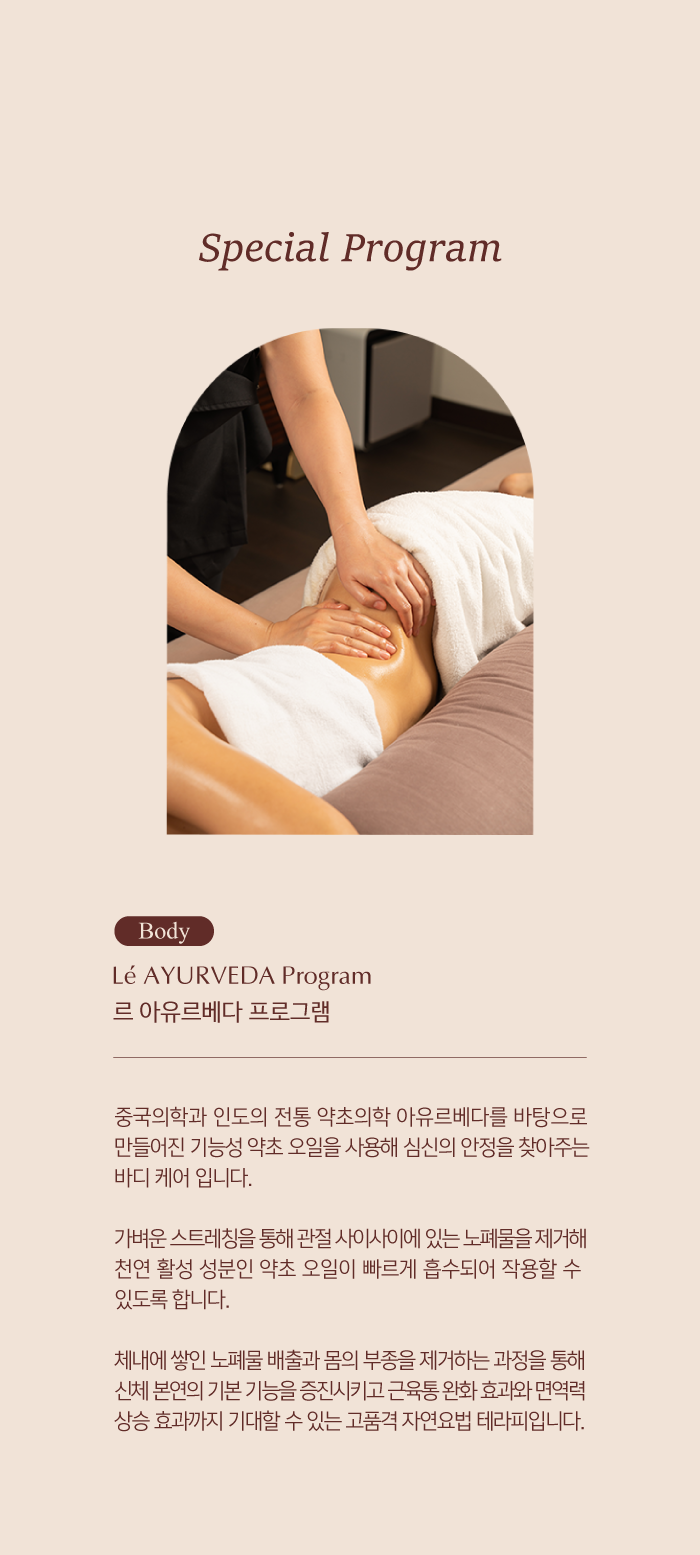 Special Program
Body
Lé AYURVEDA Program
르 아유르베다 프로그램
중국의학과 인도의 전통 약초의학 아유르베다를 바탕으로
만들어진 기능성 약초 오일을 사용해 심신의 안정을 찾아주는
바디 케어 입니다.
가벼운 스트레칭을 통해 관절 사이사이에 있는 노폐물을 제거해
천연 활성 성분인 약초 오일이 빠르게 흡수되어 작용할 수
있도록 합니다.
체내에 쌓인 노폐물 배출과 몸의 부종을 제거하는 과정을 통해
신체 본연의 기본 기능을 증진시키고 근육통 완화 효과와 면역력
상승 효과까지 기대할 수 있는 고품격 자연요법 테라피입니다.